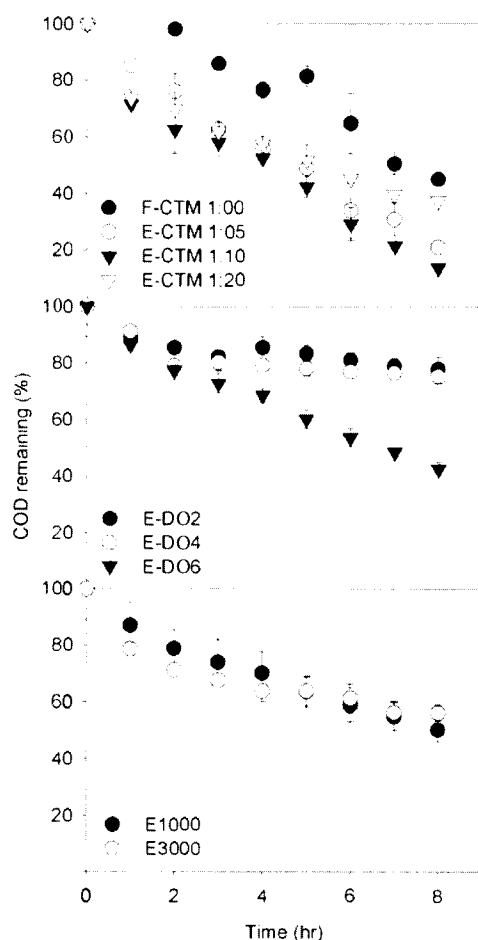 100
80
60
40
20
F-CTM 1:00
E-CTM 1:05
E-CTM 1:10
E-CTM 1:20
100
80
60
40
20
COD remaining (%)
E-DO2
E-DO4
E-DO6
100
80
60
40
20
E1000
E3000
0 2 4 6 8
Time (hr)